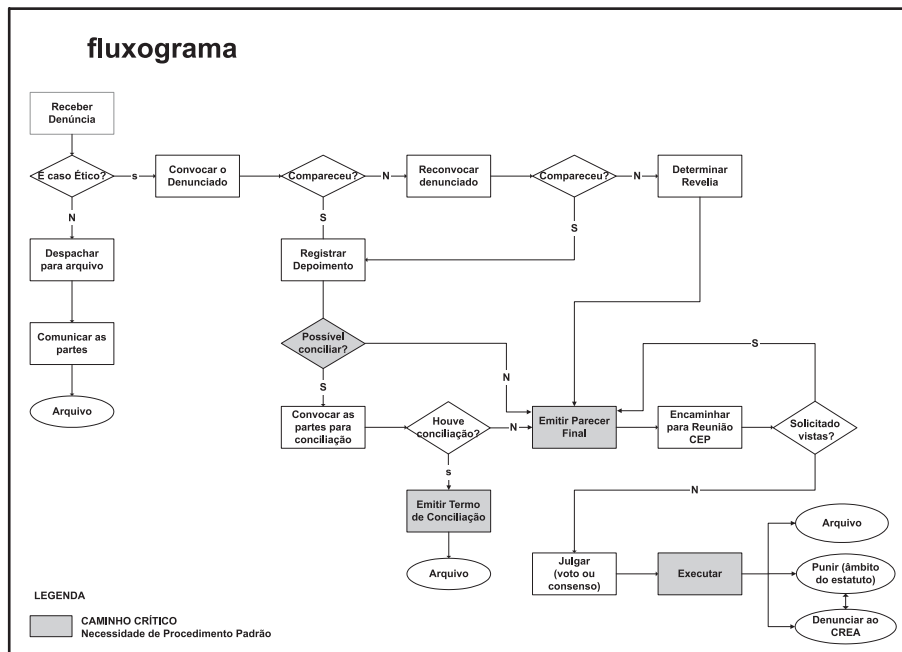 fluxograma
Receber
Denúncia
É caso Ético?
s
Convocar o
Denunciado
Compareceu?
N
Reconvocar
denunciado
Compareceu?
N
Determinar
Revelia
N
S
S
Despachar
para arquivo
Registrar
Depoimento
Comunicar as
partes
Possível
conciliar?
S
N
S
Arquivo
Convocar as
partes para
conciliação
Houve
conciliação?
N
Emitir Parecer
Final
Encaminhar
para Reunião
CEP
Solicitado
vistas?
s
N
Emitir Termo
de Conciliação
Arquivo
Julgar
(voto ou
consenso)
Executar
Arquivo
Punir (âmbito
do estatuto)
Denunciar ao
CREA
LEGENDA
CAMINHO CRÍTICO
Necessidade de Procedimento Padrão